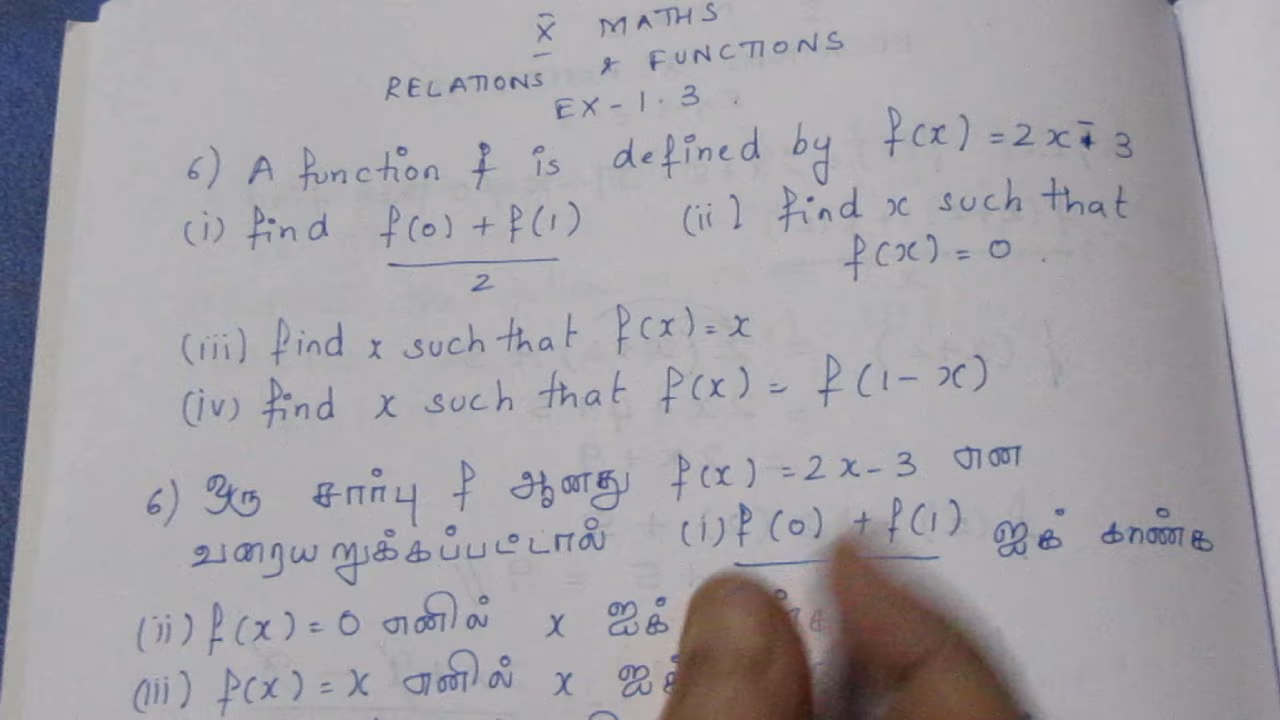 X MATHS
RELATIONS & FUNCTIONS
EX-1.3.
6) A function f is defined by f(x) = 2x - 3
(i) find f(0) + f(1) (ii) find x such that
2 f(x) = 0.
(iii) find x such that f(x) = x
(iv) find x such that f(x) = f(1-x)
6) ஒரு சார்பு f ஆனது f(x) = 2x-3 என
வரையறுக்கப்பட்டால் (i) f(0) + f(1) ஐக் காண்க
(ii) f(x) = 0 எனில் x ஐக்
(iii) f(x) = x எனில் x ஐக்